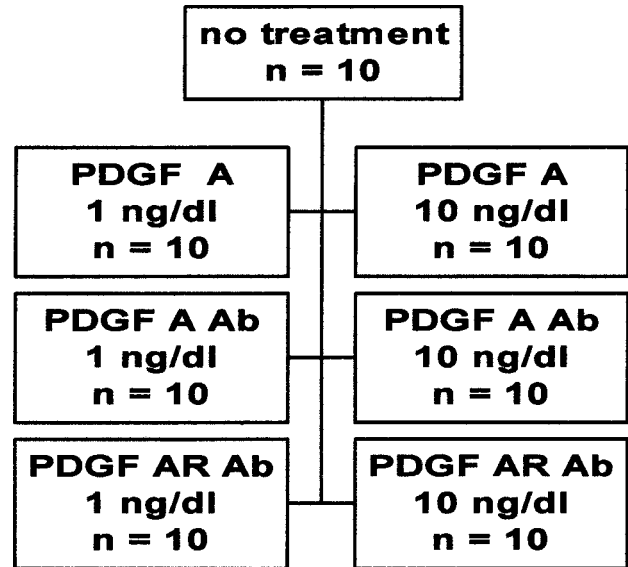 no treatment
n = 10
PDGF A
1 ng/dl
n = 10
PDGF A
10 ng/dl
n = 10
PDGF A Ab
1 ng/dl
n = 10
PDGF A Ab
10 ng/dl
n = 10
PDGF AR Ab
1 ng/dl
n = 10
PDGF AR Ab
10 ng/dl
n = 10